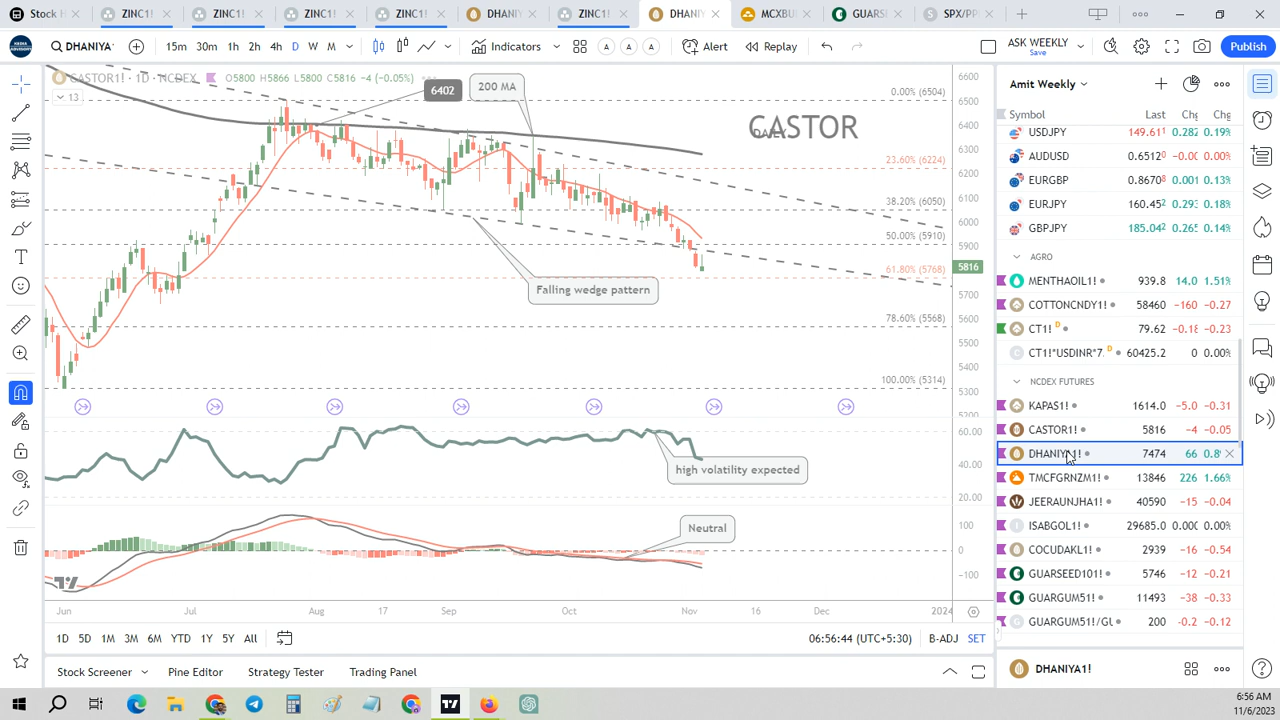 Stock H
ZINC1!
ZINC1!
ZINC1!
ZINC1!
DHANIY
ZINC1!
DHANIY
MCXBU
GUARS
SPX/PP
DHANIYA
15m 30m 1h 2h 4h D W M
Indicators
A A A
Alert
Replay
ASK WEEKLY
Save
Publish
CASTOR1! · 1D · NCDEX O5800 H5866 L5800 C5816 −4 (−0.05%)
13
6402
200 MA
CASTOR
DAILY
0.00% (6504)
23.60% (6224)
38.20% (6050)
50.00% (5910)
61.80% (5768)
78.60% (5568)
100.00% (5314)
Falling wedge pattern
6600
6500
6400
6300
6200
6100
6000
5900
5816
5700
5600
5500
5400
5300
5200
high volatility expected
60.00
40.00
20.00
Neutral
100
0
−100
Jun Jul Aug 17 Sep Oct Nov 16 Dec 2024
1D 5D 1M 3M 6M YTD 1Y 5Y All
06:56:44 (UTC+5:30) B-ADJ SET
Stock Screener Pine Editor Strategy Tester Trading Panel
Amit Weekly
Symbol Last Chg Chg
USDJPY 149.611 0.282 0.19%
AUDUSD 0.6512 −0.00 0.00%
EURGBP 0.8670 0.001 0.13%
EURJPY 160.45 0.293 0.18%
GBPJPY 185.04 0.265 0.14%
AGRO
MENTHAOIL1! 939.8 14.0 1.51%
COTTONCNDY1! 58460 −160 −0.27
CT1! D 79.62 −0.18 −0.23
CT1!*USDINR*7. D 60425.2 0 0.00%
NCDEX FUTURES
KAPAS1! 1614.0 −5.0 −0.31
CASTOR1! 5816 −4 −0.05
DHANIYA1! 7474 66 0.8
TMCFGRNZM1! 13846 226 1.66%
JEERAUNJHA1! 40590 −15 −0.04
ISABGOL1! 29685.0 0.000 0.00%
COCUDAKL1! 2939 −16 −0.54
GUARSEED101! 5746 −12 −0.21
GUARGUM51! 11493 −38 −0.33
GUARGUM51!/GU 200 −0.2 −0.12
DHANIYA1!
6:56 AM
11/6/2023